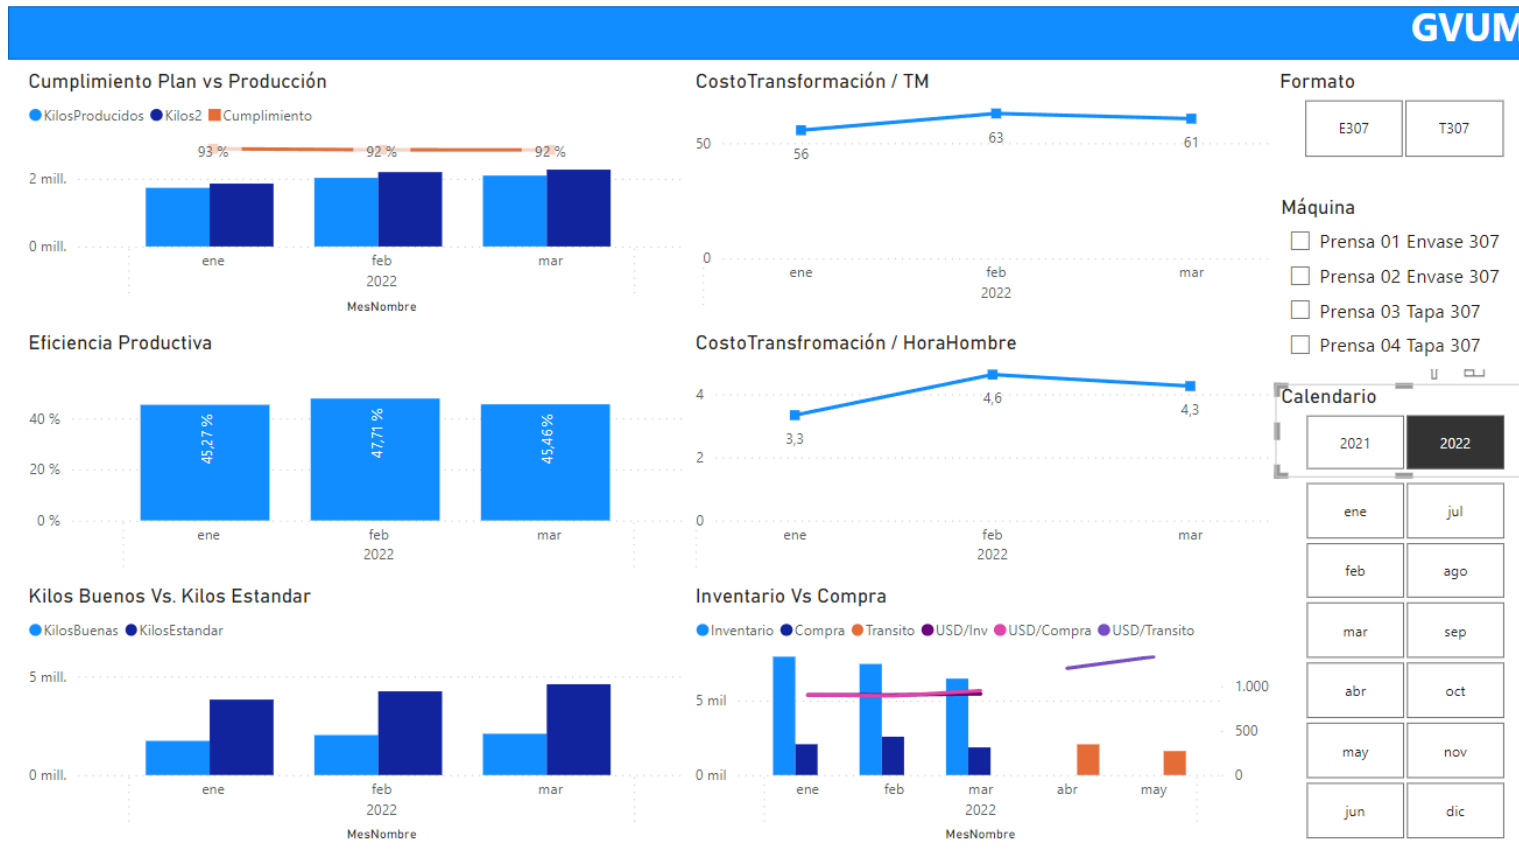 GVUM
Cumplimiento Plan vs Producción
KilosProducidos Kilos2 Cumplimiento
93 % 92 % 92 %
2 mill.
0 mill.
ene feb mar
2022
MesNombre
CostoTransformación / TM
50
56 63 61
0
ene feb mar
2022
Formato
E307 T307
Máquina
Prensa 01 Envase 307
Prensa 02 Envase 307
Prensa 03 Tapa 307
Prensa 04 Tapa 307
Eficiencia Productiva
40 %
20 %
0 %
45,27 % 47,71 % 45,46 %
ene feb mar
2022
CostoTransfromación / HoraHombre
4
2
0
3,3 4,6 4,3
ene feb mar
2022
Calendario
2021 2022
ene jul
feb ago
mar sep
abr oct
may nov
jun dic
Kilos Buenos Vs. Kilos Estandar
KilosBuenas KilosEstandar
5 mill.
0 mill.
ene feb mar
2022
MesNombre
Inventario Vs Compra
Inventario Compra Transito USD/Inv USD/Compra USD/Transito
5 mil
0 mil
1.000
500
0
ene feb mar abr may
2022
MesNombre